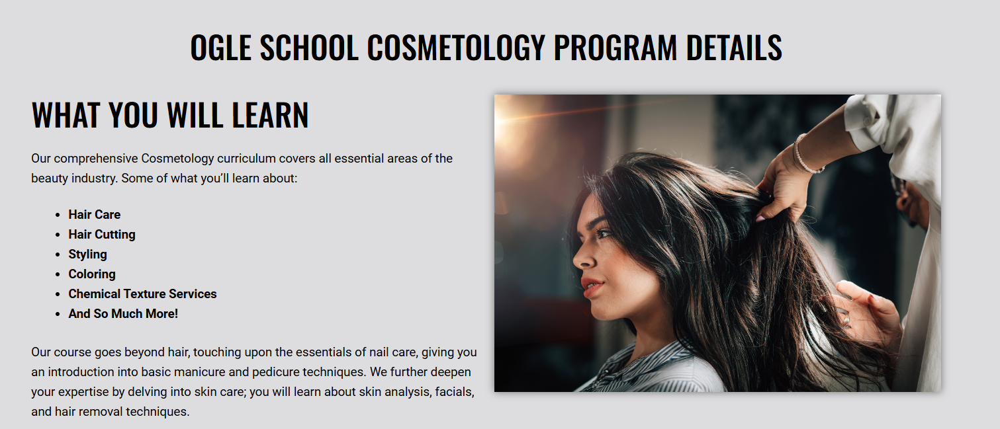 OGLE SCHOOL COSMETOLOGY PROGRAM DETAILS
WHAT YOU WILL LEARN
Our comprehensive Cosmetology curriculum covers all essential areas of the
beauty industry. Some of what you’ll learn about:
• Hair Care
• Hair Cutting
• Styling
• Coloring
• Chemical Texture Services
• And So Much More!
Our course goes beyond hair, touching upon the essentials of nail care, giving you
an introduction into basic manicure and pedicure techniques. We further deepen
your expertise by delving into skin care; you will learn about skin analysis, facials,
and hair removal techniques.